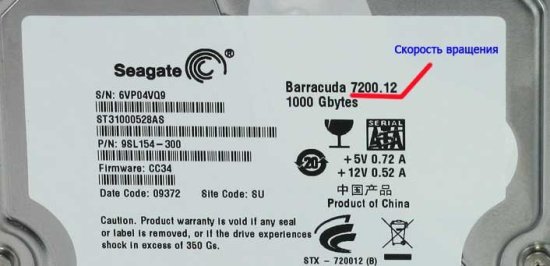 Скорость вращения
Seagate
S/N: 6VP04VQ9
ST31000528AS
P/N: 9SL154-300
Firmware: CC34
Date Code: 09372 Site Code: SU
Barracuda 7200.12
1000 Gbytes
SERIAL
SATA
20
+5V 0.72 A
+12V 0.52 A
中国产品
Product of China
Caution. Product warranty is void if any seal
or label is removed, or if the drive experiences
shock in excess of 350 Gs.
STX - 720012 (B)